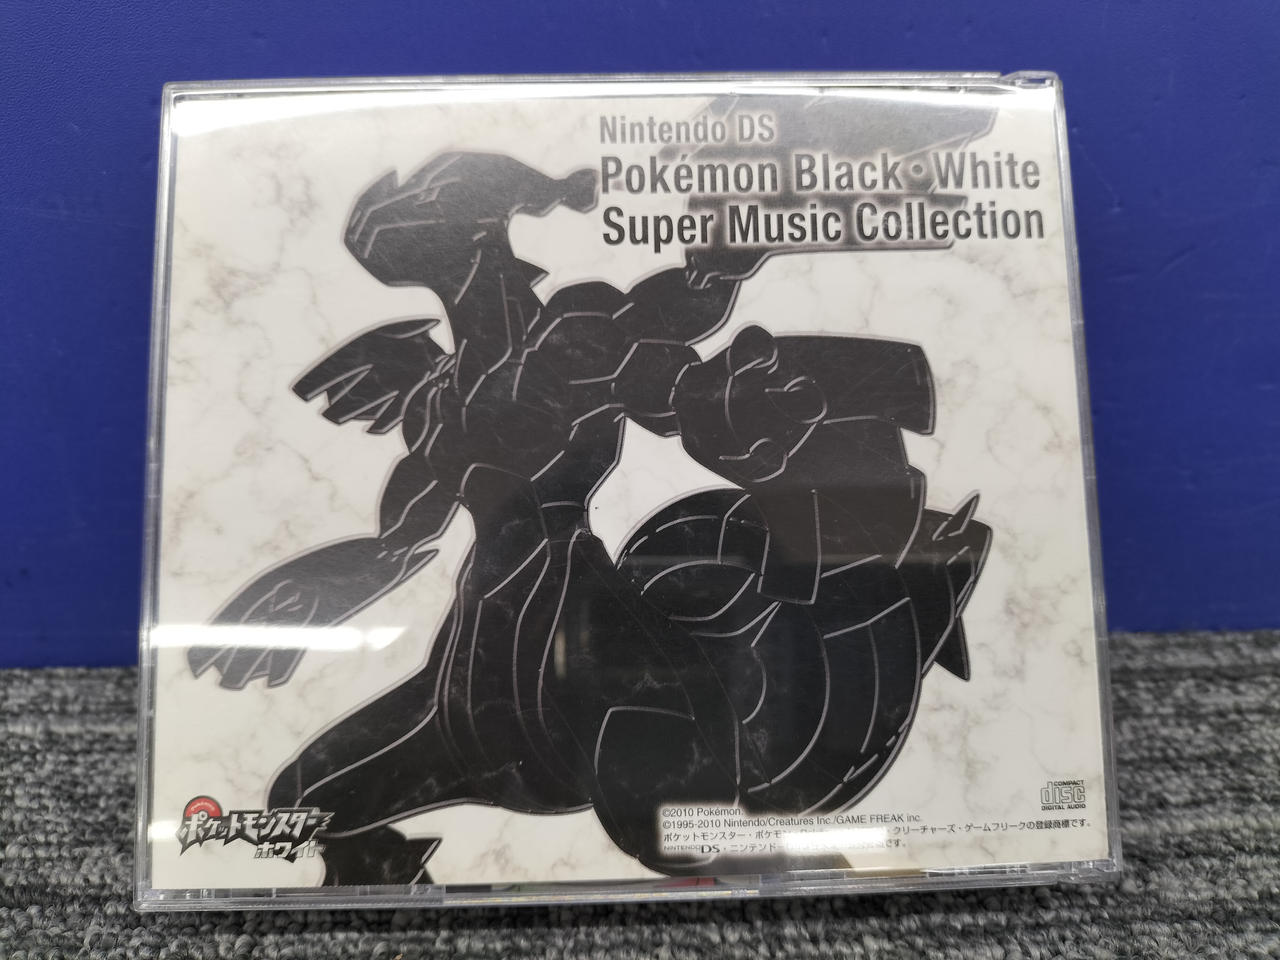 Nintendo DS
Pokémon Black・White
Super Music Collection
ポケットモンスター
ホワイト
COMPACT
disc
DIGITAL AUDIO
©2010 Pokémon.
©1995-2010 Nintendo/Creatures Inc./GAME FREAK inc.
ポケットモンスター・ポケモン・クリーチャーズ・ゲームフリークの登録商標です。
NINTENDO DS・ニンテンドー です。